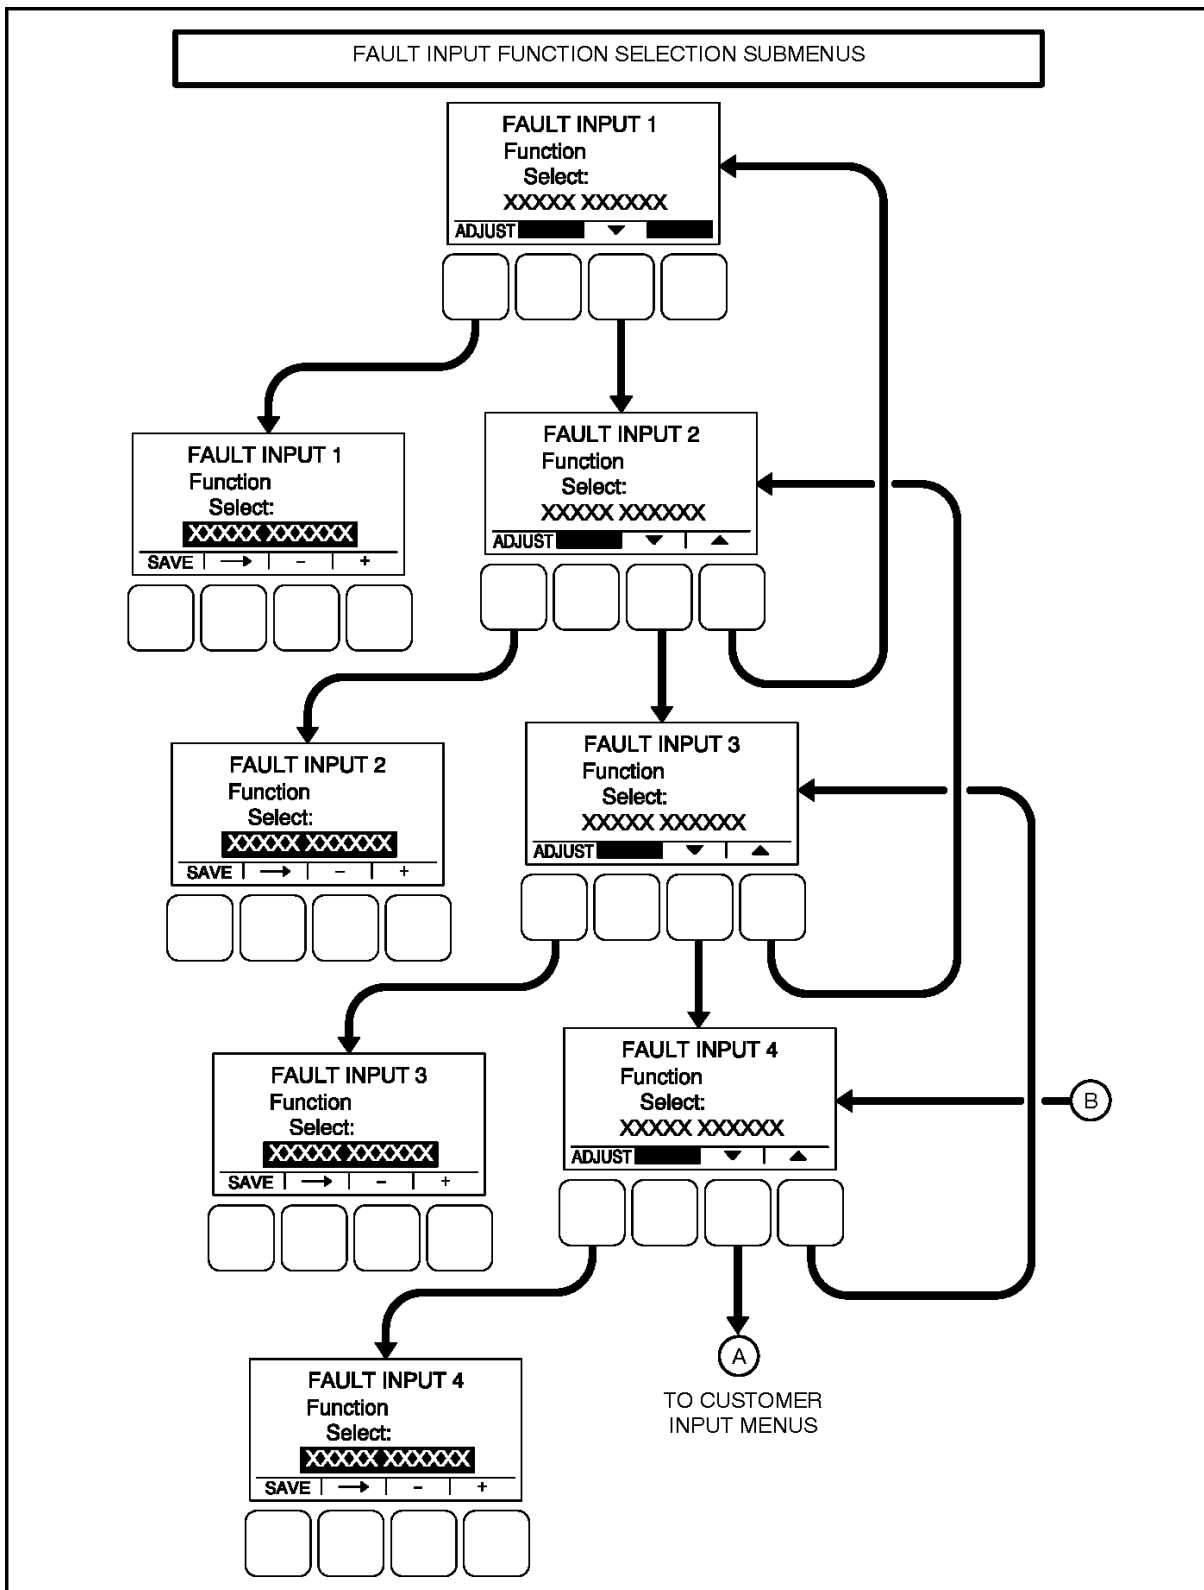 FAULT INPUT FUNCTION SELECTION SUBMENUS
FAULT INPUT 1
Function
Select:
XXXXX XXXXXX
ADJUST ▼
FAULT INPUT 1
Function
Select:
XXXXX XXXXXX
SAVE → - +
FAULT INPUT 2
Function
Select:
XXXXX XXXXXX
ADJUST ▼ ▲
FAULT INPUT 2
Function
Select:
XXXXX XXXXXX
SAVE → - +
FAULT INPUT 3
Function
Select:
XXXXX XXXXXX
ADJUST ▼ ▲
FAULT INPUT 3
Function
Select:
XXXXX XXXXXX
SAVE → - +
FAULT INPUT 4
Function
Select:
XXXXX XXXXXX
ADJUST ▼ ▲
B
A
TO CUSTOMER
INPUT MENUS
FAULT INPUT 4
Function
Select:
XXXXX XXXXXX
SAVE → - +